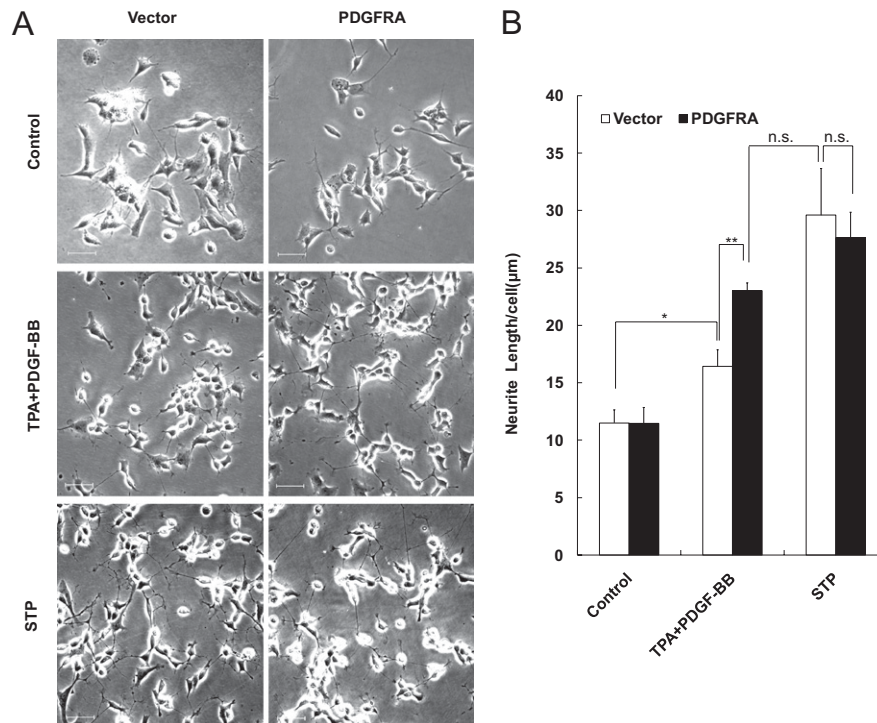 A
Vector
PDGFRA
Control
TPA+PDGF-BB
STP
B
Neurite Length/cell(μm)
40
35
30
25
20
15
10
5
0
Vector
PDGFRA
*
**
n.s.
n.s.
Control
TPA+PDGF-BB
STP